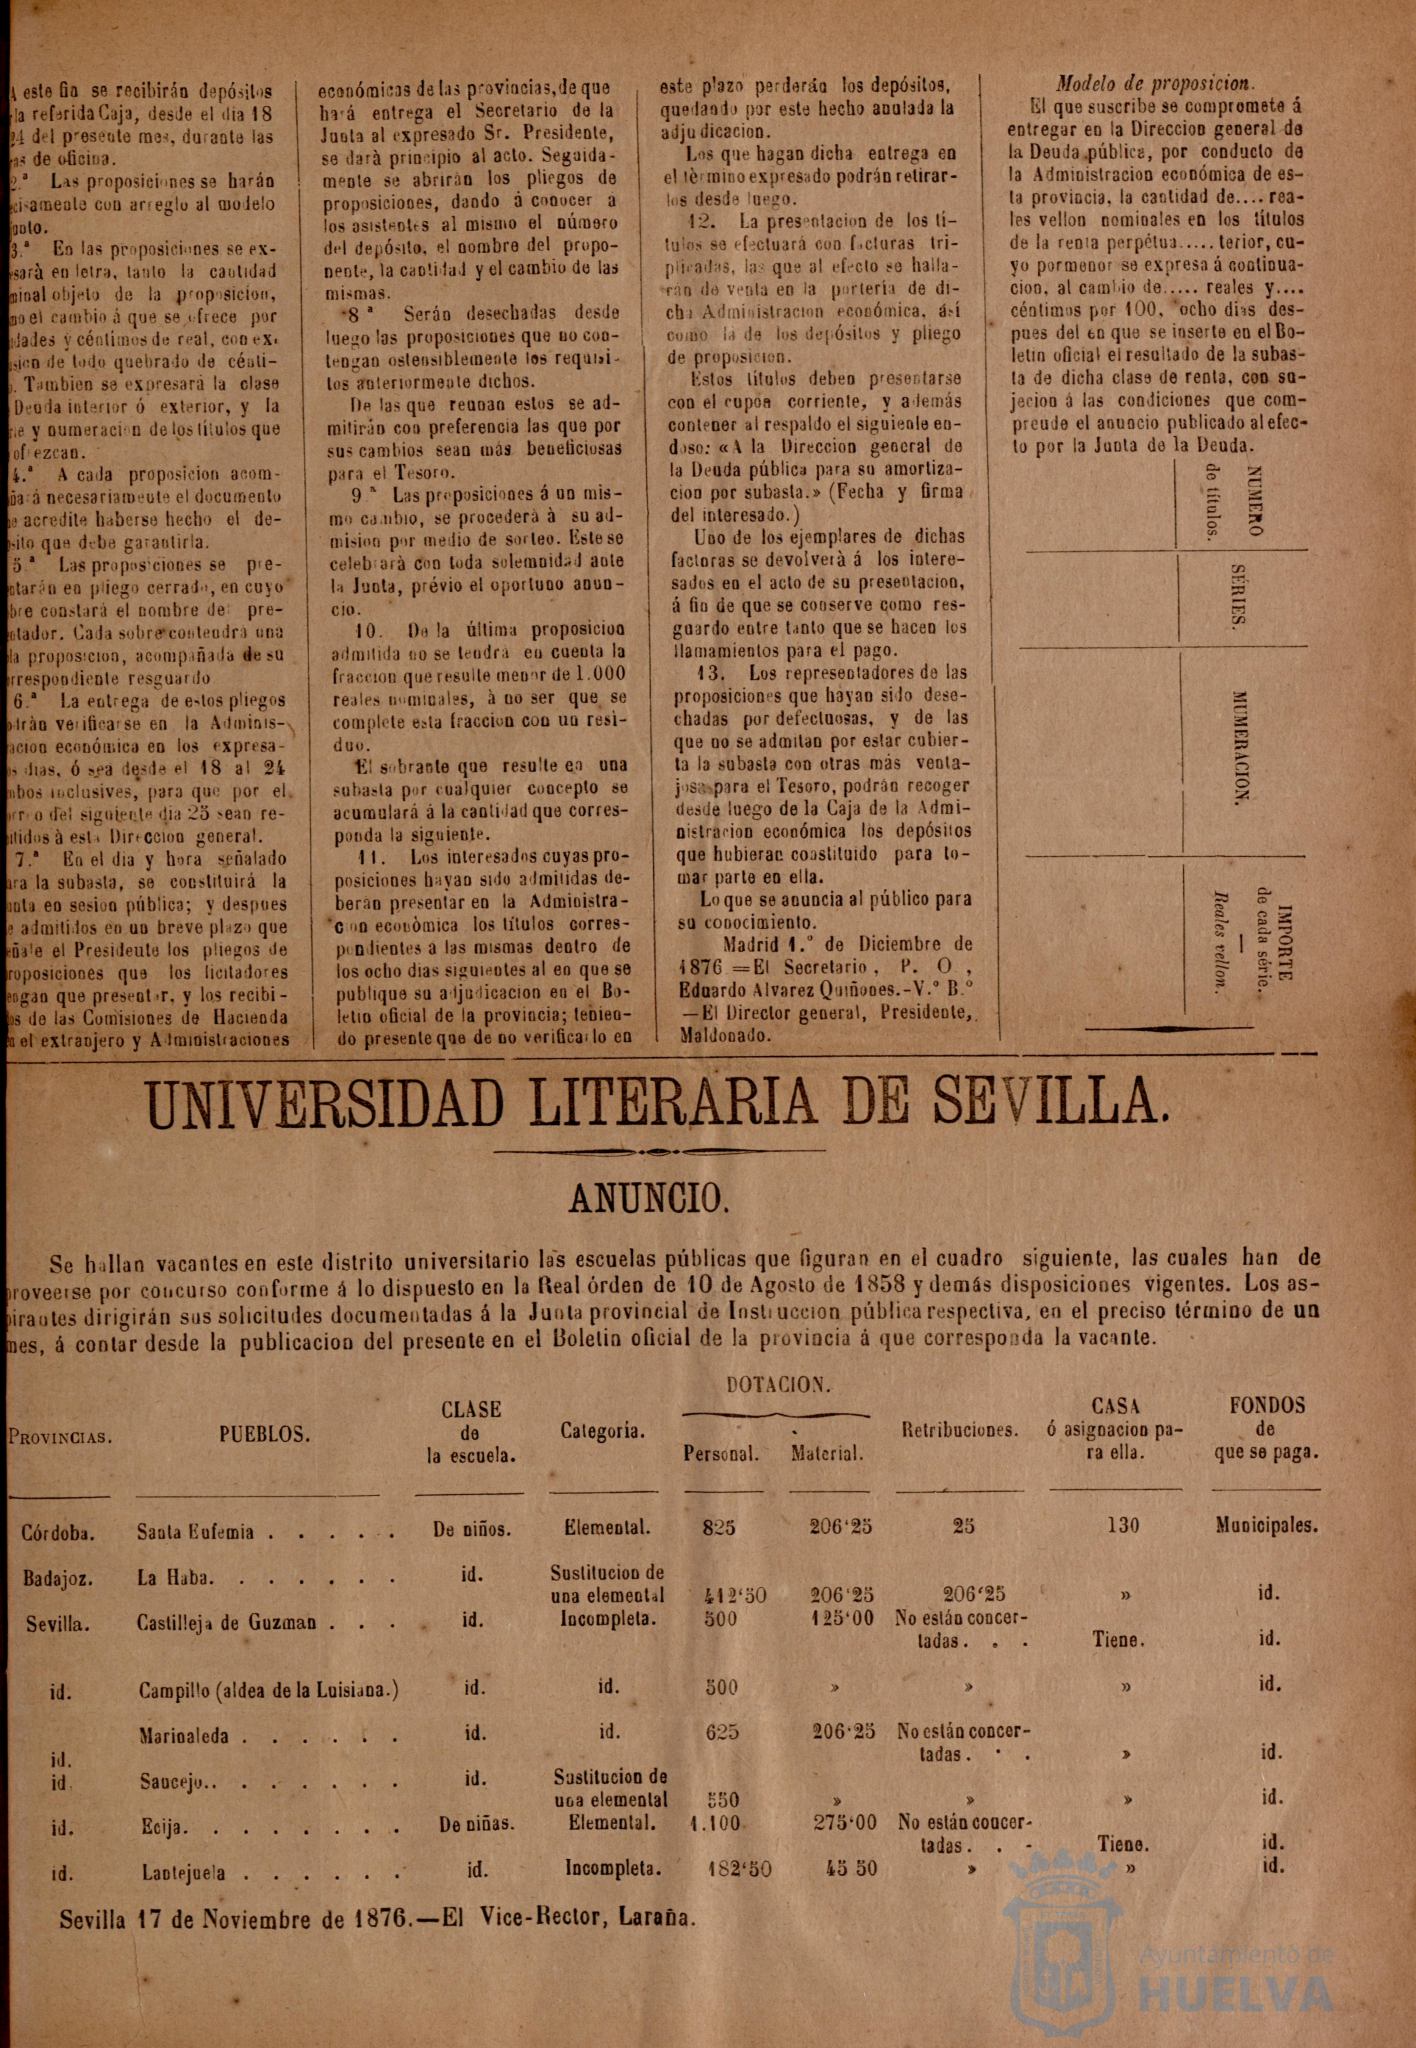 A este fin se recibirán depósitos
la referida Caja, desde el dia 18
24 del presente mes, durante las
de oficina.
2.ª Las proposiciones se harán
con arreglo al modelo
3.ª En las proposiciones se ex-
en letra, tanto la cantidad
objeto de la proposicion,
el cambio á que se ofrece por
y céntimos de real, con
de todo quebrado de cénti-
Tambien se expresará la clase
Deuda interior ó exterior, y la
y numeracion de los títulos que
ofrezcan.
4.ª A cada proposicion acom-
necesariamente el documento
acredite haberse hecho el de-
que debe garantirla.
5.ª Las proposiciones se pre-
en pliego cerrado, en cuyo
constará el nombre del pre-
Cada sobre contendrá una
la proposicion, acompañada de su
resguardo
6.ª La entrega de estos pliegos
verificarse en la Adminis-
económica en los expresa-
dias, ó sea desde el 18 al 24
inclusives, para que por el
del siguiente dia 25 sean re-
à esta Direccion general.
7.ª En el dia y hora señalado
la subasta, se constituirá la
en sesion pública; y despues
admitidos en un breve plazo que
el Presidente los pliegos de
que los licitadores
que presentar, y los recibi-
de las Comisiones de Hacienda
el extranjero y Administraciones
económicas de las provincias, de que
hará entrega el Secretario de la
Junta al expresado Sr. Presidente,
se dará principio al acto. Seguida-
mente se abrirán los pliegos de
proposiciones, dando á conocer a
los asistentes al mismo el número
del depósito, el nombre del propo-
nente, la cantidad y el cambio de las
mismas.
8ª Serán desechadas desde
luego las proposiciones que no con-
tengan ostensiblemente los requisi-
tos anteriormente dichos.
De las que reunan estos se ad-
mitirán con preferencia las que por
sus cambios sean más beneficiosas
para el Tesoro.
9.ª Las proposiciones á un mis-
mo cambio, se procederá à su ad-
mision por medio de sorteo. Este se
celebrará con toda solemnidad ante
la Junta, prévio el oportuno anun-
cio.
10. De la última proposicion
admitida no se tendrá en cuenta la
fraccion que resulte menor de 1.000
reales nominales, à no ser que se
complete esta fraccion con un resi-
duo.
El sobrante que resulte en una
subasta por cualquier concepto se
acumulará á la cantidad que corres-
ponda la siguiente.
11. Los interesados cuyas pro-
posiciones hayan sido admitidas de-
berán presentar en la Administra-
cion económica los títulos corres-
pondientes á las mismas dentro de
los ocho dias siguientes al en que se
publique su adjudicacion en el Bo-
letin oficial de la provincia; tenien-
do presente que de no verificarlo en
este plazo perderán los depósitos,
quedando por este hecho anulada la
adjudicacion.
Los que hagan dicha entrega en
el tèrmino expresado podrán retirar-
los desde luego.
12. La presentacion de los tí-
tulos se efectuará con facturas tri-
plicadas, las que al efecto se halla-
rán de venta en la portería de di-
cha Administracion económica, así
como la de los depósitos y pliego
de proposicion.
Estos títulos deben presentarse
con el cupon corriente, y además
contener al respaldo el siguiente en-
doso: «A la Direccion general de
la Deuda pública para su amortiza-
cion por subasta.» (Fecha y firma
del interesado.)
Uno de los ejemplares de dichas
facturas se devolverá á los intere-
sados en el acto de su presentacion,
á fin de que se conserve como res-
guardo entre tanto que se hacen los
llamamientos para el pago.
13. Los representadores de las
proposiciones que hayan sido dese-
chadas por defectuosas, y de las
que no se admitan por estar cubier-
ta la subasta con otras más venta-
josas para el Tesoro, podrán recoger
desde luego de la Caja de la Admi-
nistracion económica los depósitos
que hubieran constituido para to-
mar parte en ella.
Lo que se anuncia al público para
su conocimiento.
Madrid 1.º de Diciembre de
1876=El Secretario, P. O,
Eduardo Alvarez Quiñones.-V.º B.º
—El Director general, Presidente,
Maldonado.
Modelo de proposicion.
El que suscribe se compromete á
entregar en la Direccion general de
la Deuda pública, por conducto de
la Administracion económica de es-
ta provincia, la cantidad de.... rea-
les vellon nominales en los títulos
de la renta perpétua..... terior, cu-
yo pormenor se expresa á continua-
cion, al cambio de..... reales y....
céntimos por 100, ocho dias des-
pues del en que se inserte en el Bo-
letin oficial el resultado de la subas-
ta de dicha clase de renta, con su-
jecion á las condiciones que com-
prende el anuncio publicado al efec-
to por la Junta de la Deuda.
NUMERO
de títulos.
SÉRIES.
MUMERACION.
IMPORTE
de cada série.
Reales vellon.
UNIVERSIDAD LITERARIA DE SEVILLA.
ANUNCIO.
Se hallan vacantes en este distrito universitario las escuelas públicas que figuran en el cuadro siguiente, las cuales han de
proveerse por concurso conforme á lo dispuesto en la Real órden de 10 de Agosto de 1858 y demás disposiciones vigentes. Los as-
pirantes dirigirán sus solicitudes documentadas á la Junta provincial de Instruccion pública respectiva, en el preciso término de un
mes, á contar desde la publicacion del presente en el Boletin oficial de la provincia á que corresponda la vacante.
PROVINCIAS. PUEBLOS. CLASE de la escuela. Categoría. DOTACION. Personal. Material. Retribuciones. CASA ó asignacion pa- ra ella. FONDOS de que se paga.
Córdoba. Santa Eufemia . . . . . De niños. Elemental. 825 206'25 25 130 Municipales.
Badajoz. La Haba. . . . . . . id. Sustitucion de
una elemental 412'50 206'25 206'25 » id.
Sevilla. Castilleja de Guzman . . . id. Incompleta. 500 125'00 No están concer-
tadas. . . Tiene. id.
id. Campillo (aldea de la Luisiana.) id. id. 500 » » » id.
Marinaleda . . . . . . id. id. 625 206'25 No están concer-
id. tadas. . . » id.
id. Saucejo.. . . . . . . id. Sustitucion de
una elemental 550 » » » id.
id. Ecija. . . . . . . . De niñas. Elemental. 1.100 275'00 No están concer-
tadas. . . - Tiene. id.
id. Lantejuela . . . . . . id. Incompleta. 182'50 45 50 » » id.
Sevilla 17 de Noviembre de 1876.—El Vice-Rector, Laraña.
Ayuntamiento de
HUELVA